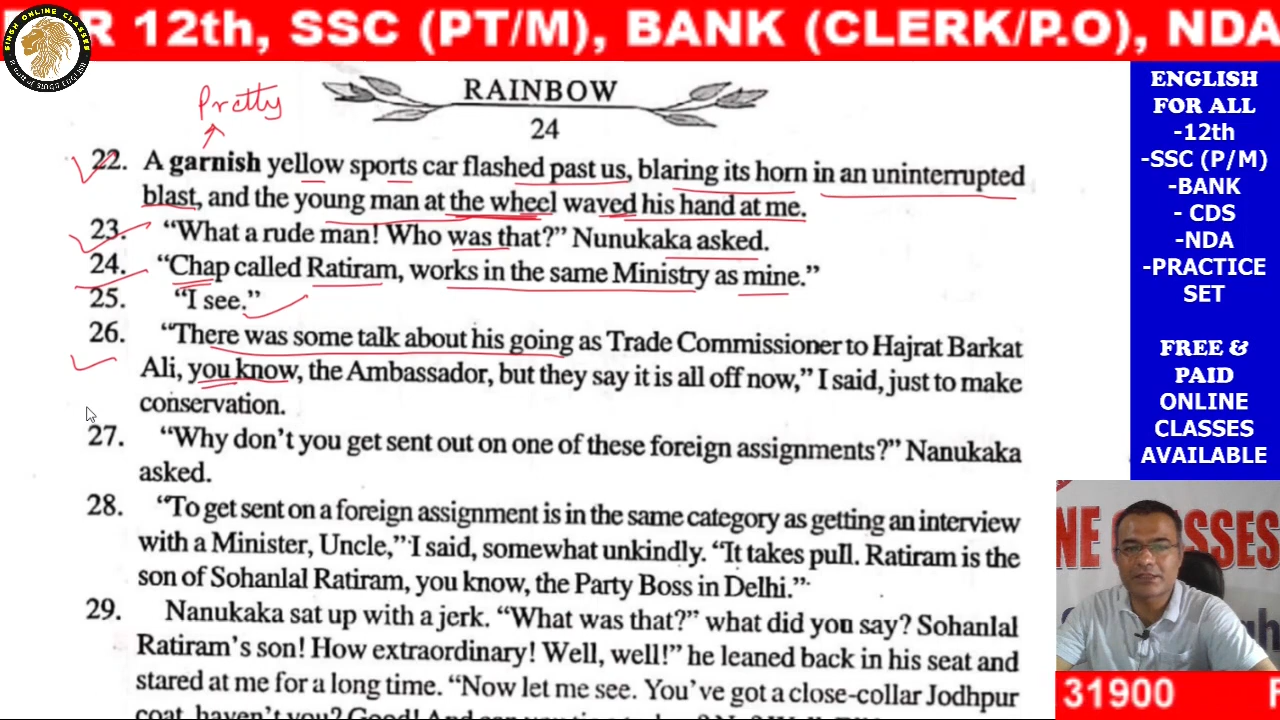 R 12th, SSC (PT/M), BANK (CLERK/P.O), NDA
SINGH ONLINE CLASSES
Pretty
RAINBOW
24
22. A garnish yellow sports car flashed past us, blaring its horn in an uninterrupted
blast, and the young man at the wheel waved his hand at me.
23. “What a rude man! Who was that?” Nunukaka asked.
24. “Chap called Ratiram, works in the same Ministry as mine.”
25. “I see.”
26. “There was some talk about his going as Trade Commissioner to Hajrat Barkat
Ali, you know, the Ambassador, but they say it is all off now,” I said, just to make
conservation.
27. “Why don’t you get sent out on one of these foreign assignments?” Nanukaka
asked.
28. “To get sent on a foreign assignment is in the same category as getting an interview
with a Minister, Uncle,” I said, somewhat unkindly. “It takes pull. Ratiram is the
son of Sohanlal Ratiram, you know, the Party Boss in Delhi.”
29. Nanukaka sat up with a jerk. “What was that?” what did you say? Sohanlal
Ratiram’s son! How extraordinary! Well, well!” he leaned back in his seat and
stared at me for a long time. “Now let me see. You’ve got a close-collar Jodhpur
ENGLISH
FOR ALL
-12th
-SSC (P/M)
-BANK
- CDS
-NDA
-PRACTICE
SET
FREE &
PAID
ONLINE
CLASSES
AVAILABLE
NE CLASSES
31900